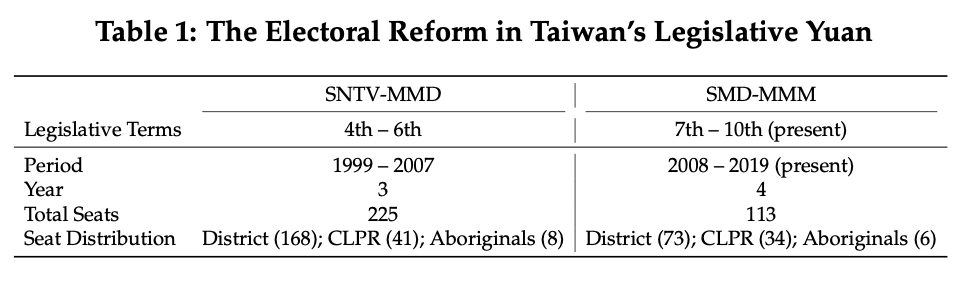 Table 1: The Electoral Reform in Taiwan's Legislative Yuan
SNTV-MMD SMD-MMM
Legislative Terms 4th – 6th 7th – 10th (present)
Period 1999 – 2007 2008 – 2019 (present)
Year 3 4
Total Seats 225 113
Seat Distribution District (168); CLPR (41); Aboriginals (8) District (73); CLPR (34); Aboriginals (6)